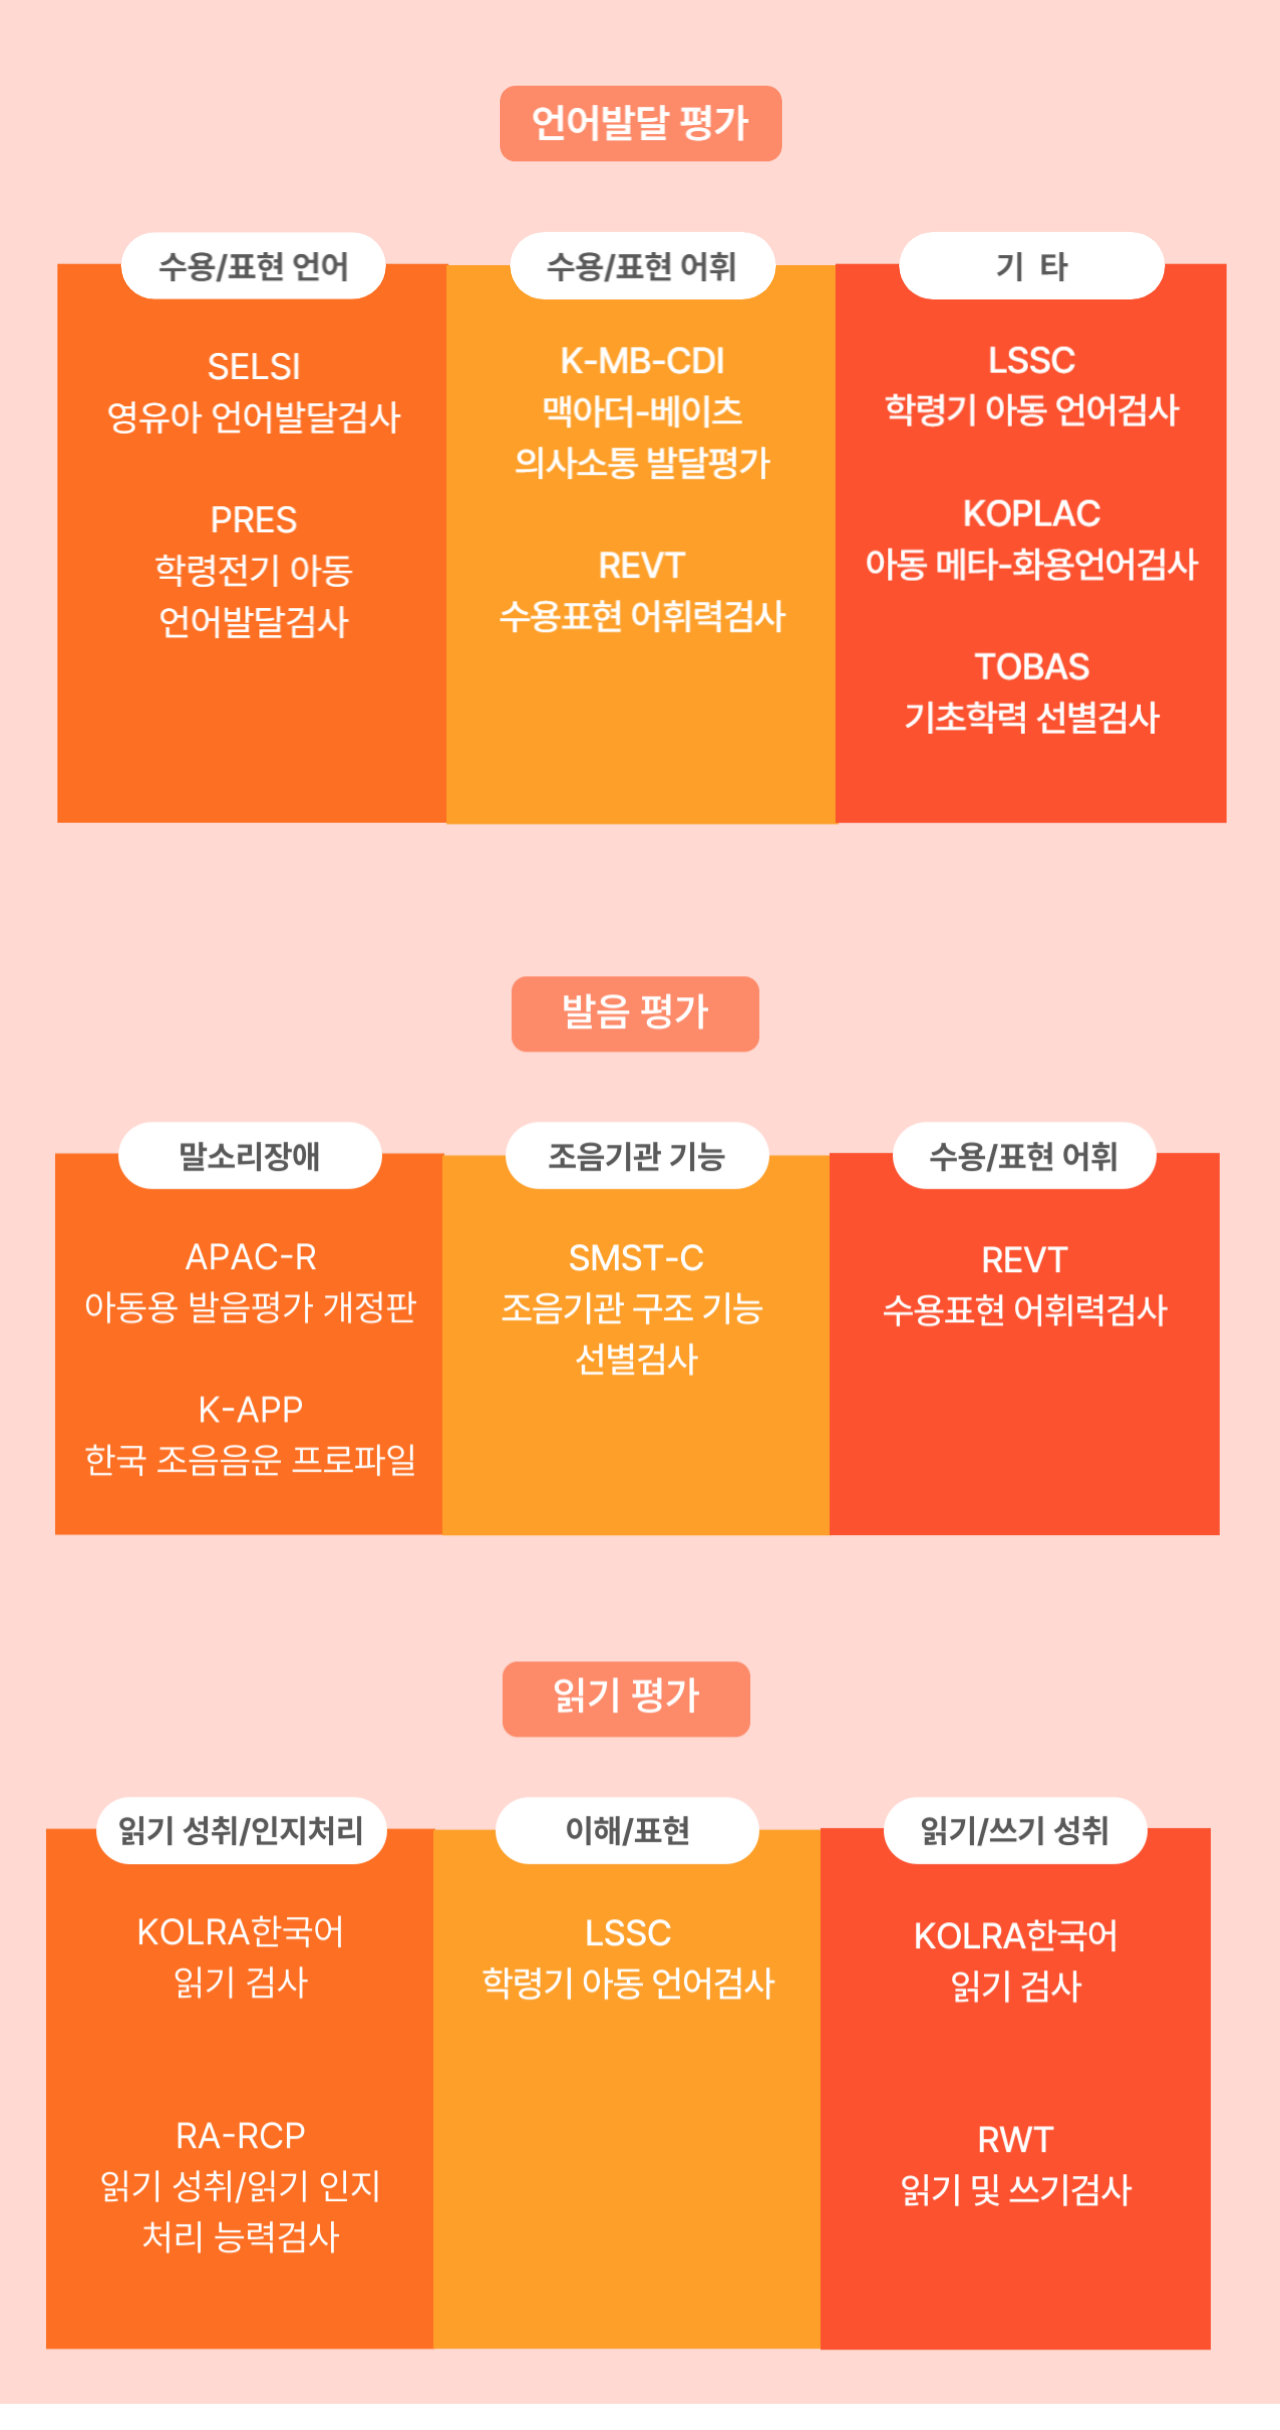 언어발달 평가
수용/표현 언어
SELSI
영유아 언어발달검사
PRES
학령전기 아동
언어발달검사
수용/표현 어휘
K-MB-CDI
맥아더-베이츠
의사소통 발달평가
REVT
수용표현 어휘력검사
기 타
LSSC
학령기 아동 언어검사
KOPLAC
아동 메타-화용언어검사
TOBAS
기초학력 선별검사
발음 평가
말소리장애
APAC-R
아동용 발음평가 개정판
K-APP
한국 조음음운 프로파일
조음기관 기능
SMST-C
조음기관 구조 기능
선별검사
수용/표현 어휘
REVT
수용표현 어휘력검사
읽기 평가
읽기 성취/인지처리
KOLRA한국어
읽기 검사
RA-RCP
읽기 성취/읽기 인지
처리 능력검사
이해/표현
LSSC
학령기 아동 언어검사
읽기/쓰기 성취
KOLRA한국어
읽기 검사
RWT
읽기 및 쓰기검사